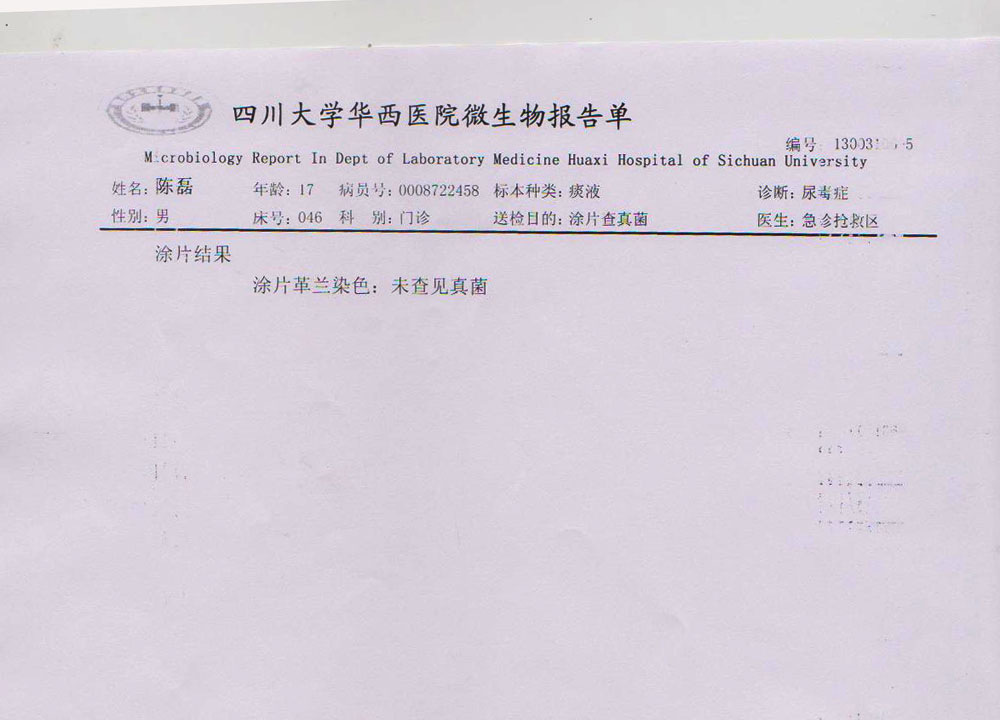 四川大学华西医院微生物报告单
编号
Microbiology Report In Dept of Laboratory Medicine Huaxi Hospital of Sichuan University
姓名: 陈磊 年龄: 17 病员号: 0008722458 标本种类: 痰液 诊断: 尿毒症
性别: 男 床号: 046 科 别: 门诊 送检目的: 涂片查真菌 医生: 急诊抢救区
涂片结果
涂片革兰染色: 未查见真菌